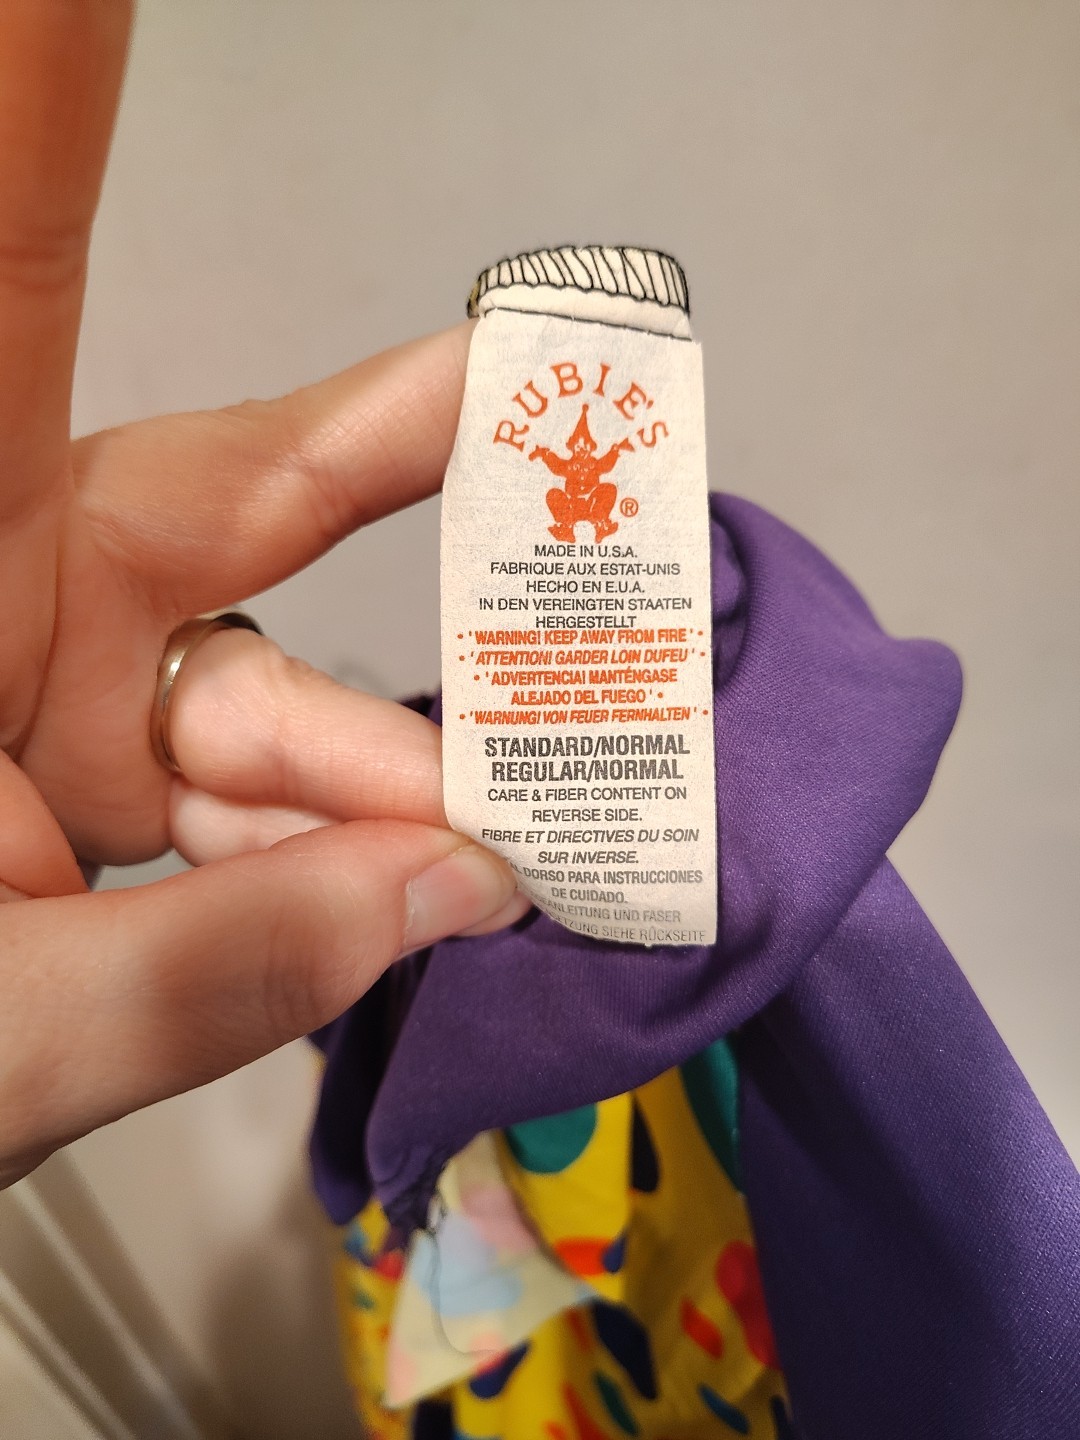 RUBIE'S
®
MADE IN U.S.A.
FABRIQUE AUX ESTAT-UNIS
HECHO EN E.U.A.
IN DEN VEREINGTEN STAATEN
HERGESTELLT
• ' WARNING! KEEP AWAY FROM FIRE ' •
• ' ATTENTION! GARDER LOIN DUFEU ' •
• ' ADVERTENCIA! MANTÉNGASE
ALEJADO DEL FUEGO ' •
• 'WARNUNG! VON FEUER FERNHALTEN ' •
STANDARD/NORMAL
REGULAR/NORMAL
CARE & FIBER CONTENT ON
REVERSE SIDE.
FIBRE ET DIRECTIVES DU SOIN
SUR INVERSE.
DORSO PARA INSTRUCCIONES
DE CUIDADO.
UND FASER
SIEHE RÜCKSEITE